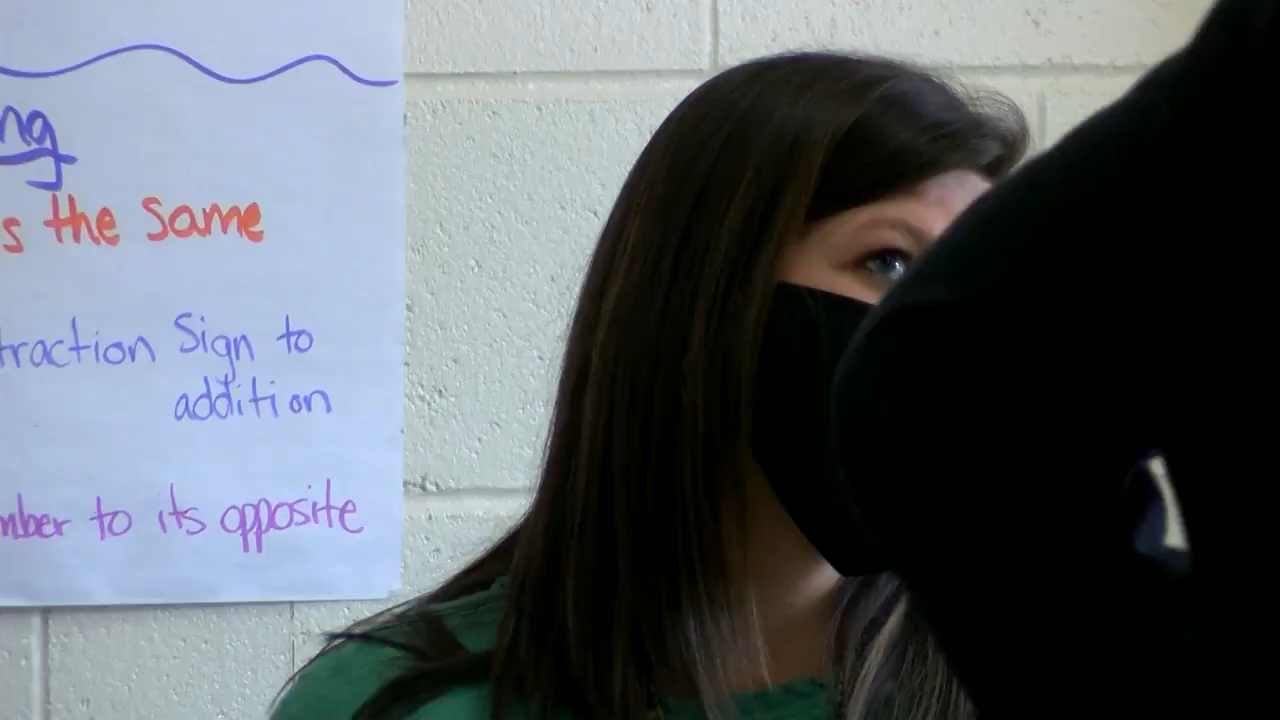 ng
s the same
traction Sign to
addition
mber to its opposite